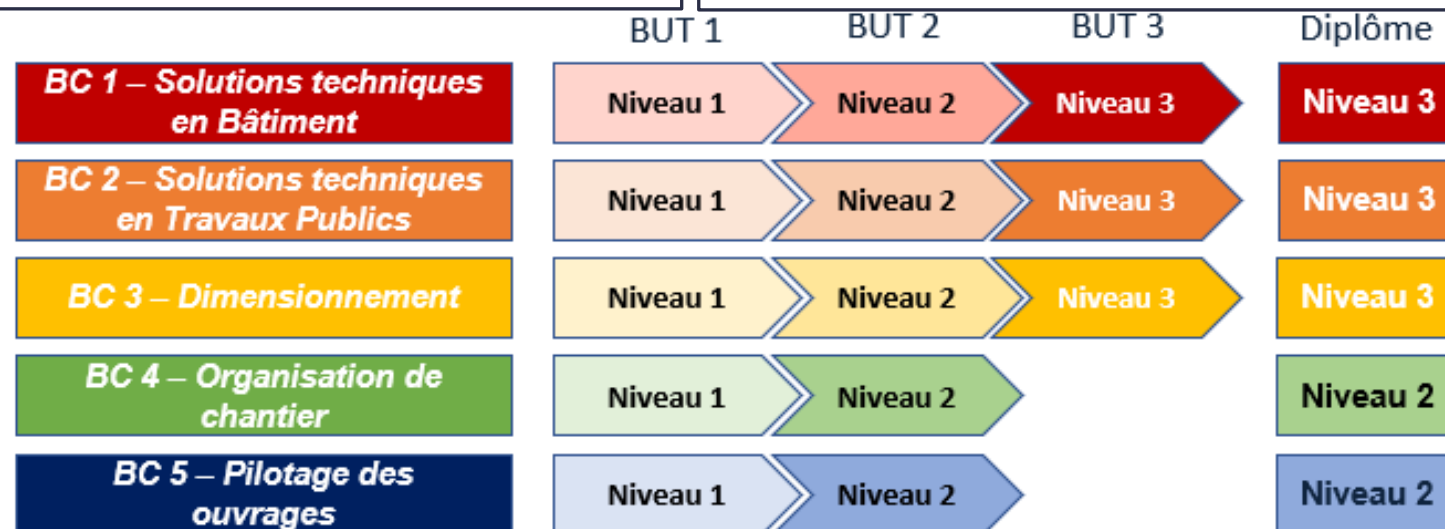 BUT 1 BUT 2 BUT 3 Diplôme
BC 1 – Solutions techniques
en Bâtiment
Niveau 1 Niveau 2 Niveau 3 Niveau 3
BC 2 – Solutions techniques
en Travaux Publics
Niveau 1 Niveau 2 Niveau 3 Niveau 3
BC 3 – Dimensionnement
Niveau 1 Niveau 2 Niveau 3 Niveau 3
BC 4 – Organisation de
chantier
Niveau 1 Niveau 2 Niveau 2
BC 5 – Pilotage des
ouvrages
Niveau 1 Niveau 2 Niveau 2